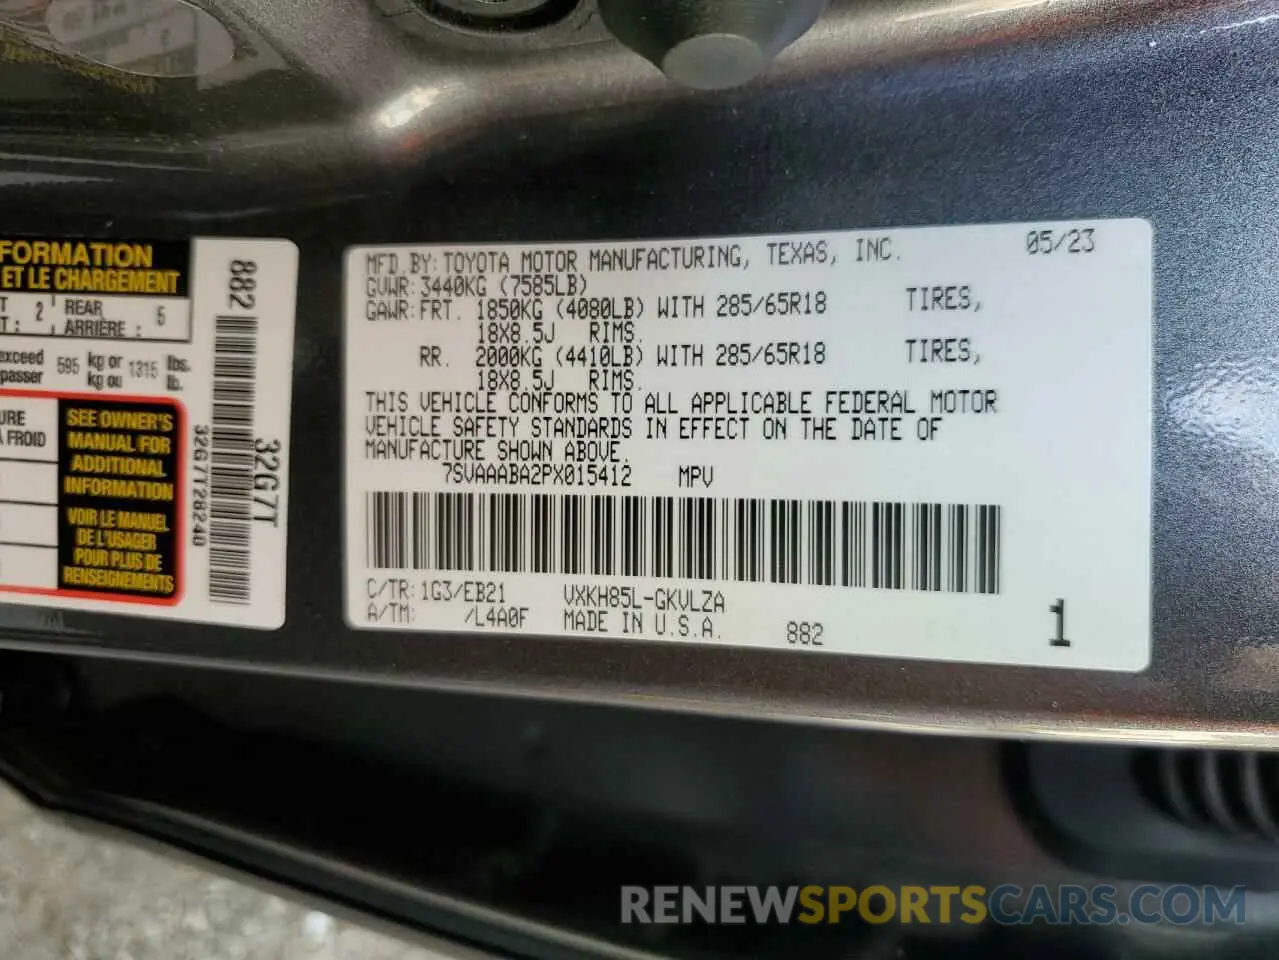 FORMATION
ET LE CHARGEMENT
2 REAR 5
ARRIÈRE :
exceed 595 kg or 1315 lbs.
passer kg ou lb.
URE
FROID
SEE OWNER'S
MANUAL FOR
ADDITIONAL
INFORMATION
VOIR LE MANUEL
DE L'USAGER
POUR PLUS DE
RENSEIGNEMENTS
882
32G7T
32G7T28240
MFD.BY:TOYOTA MOTOR MANUFACTURING, TEXAS, INC. 05/23
GVWR:3440KG (7585LB)
GAWR:FRT. 1850KG (4080LB) WITH 285/65R18 TIRES,
18X8.5J RIMS.
RR. 2000KG (4410LB) WITH 285/65R18 TIRES,
18X8.5J RIMS.
THIS VEHICLE CONFORMS TO ALL APPLICABLE FEDERAL MOTOR
VEHICLE SAFETY STANDARDS IN EFFECT ON THE DATE OF
MANUFACTURE SHOWN ABOVE.
7SVAAABA2PX015412 MPV
C/TR:1G3/EB21 VXKH85L-GKVLZA
A/TM: /L4A0F MADE IN U.S.A. 882 1
RENEWSPORTSCARS.COM